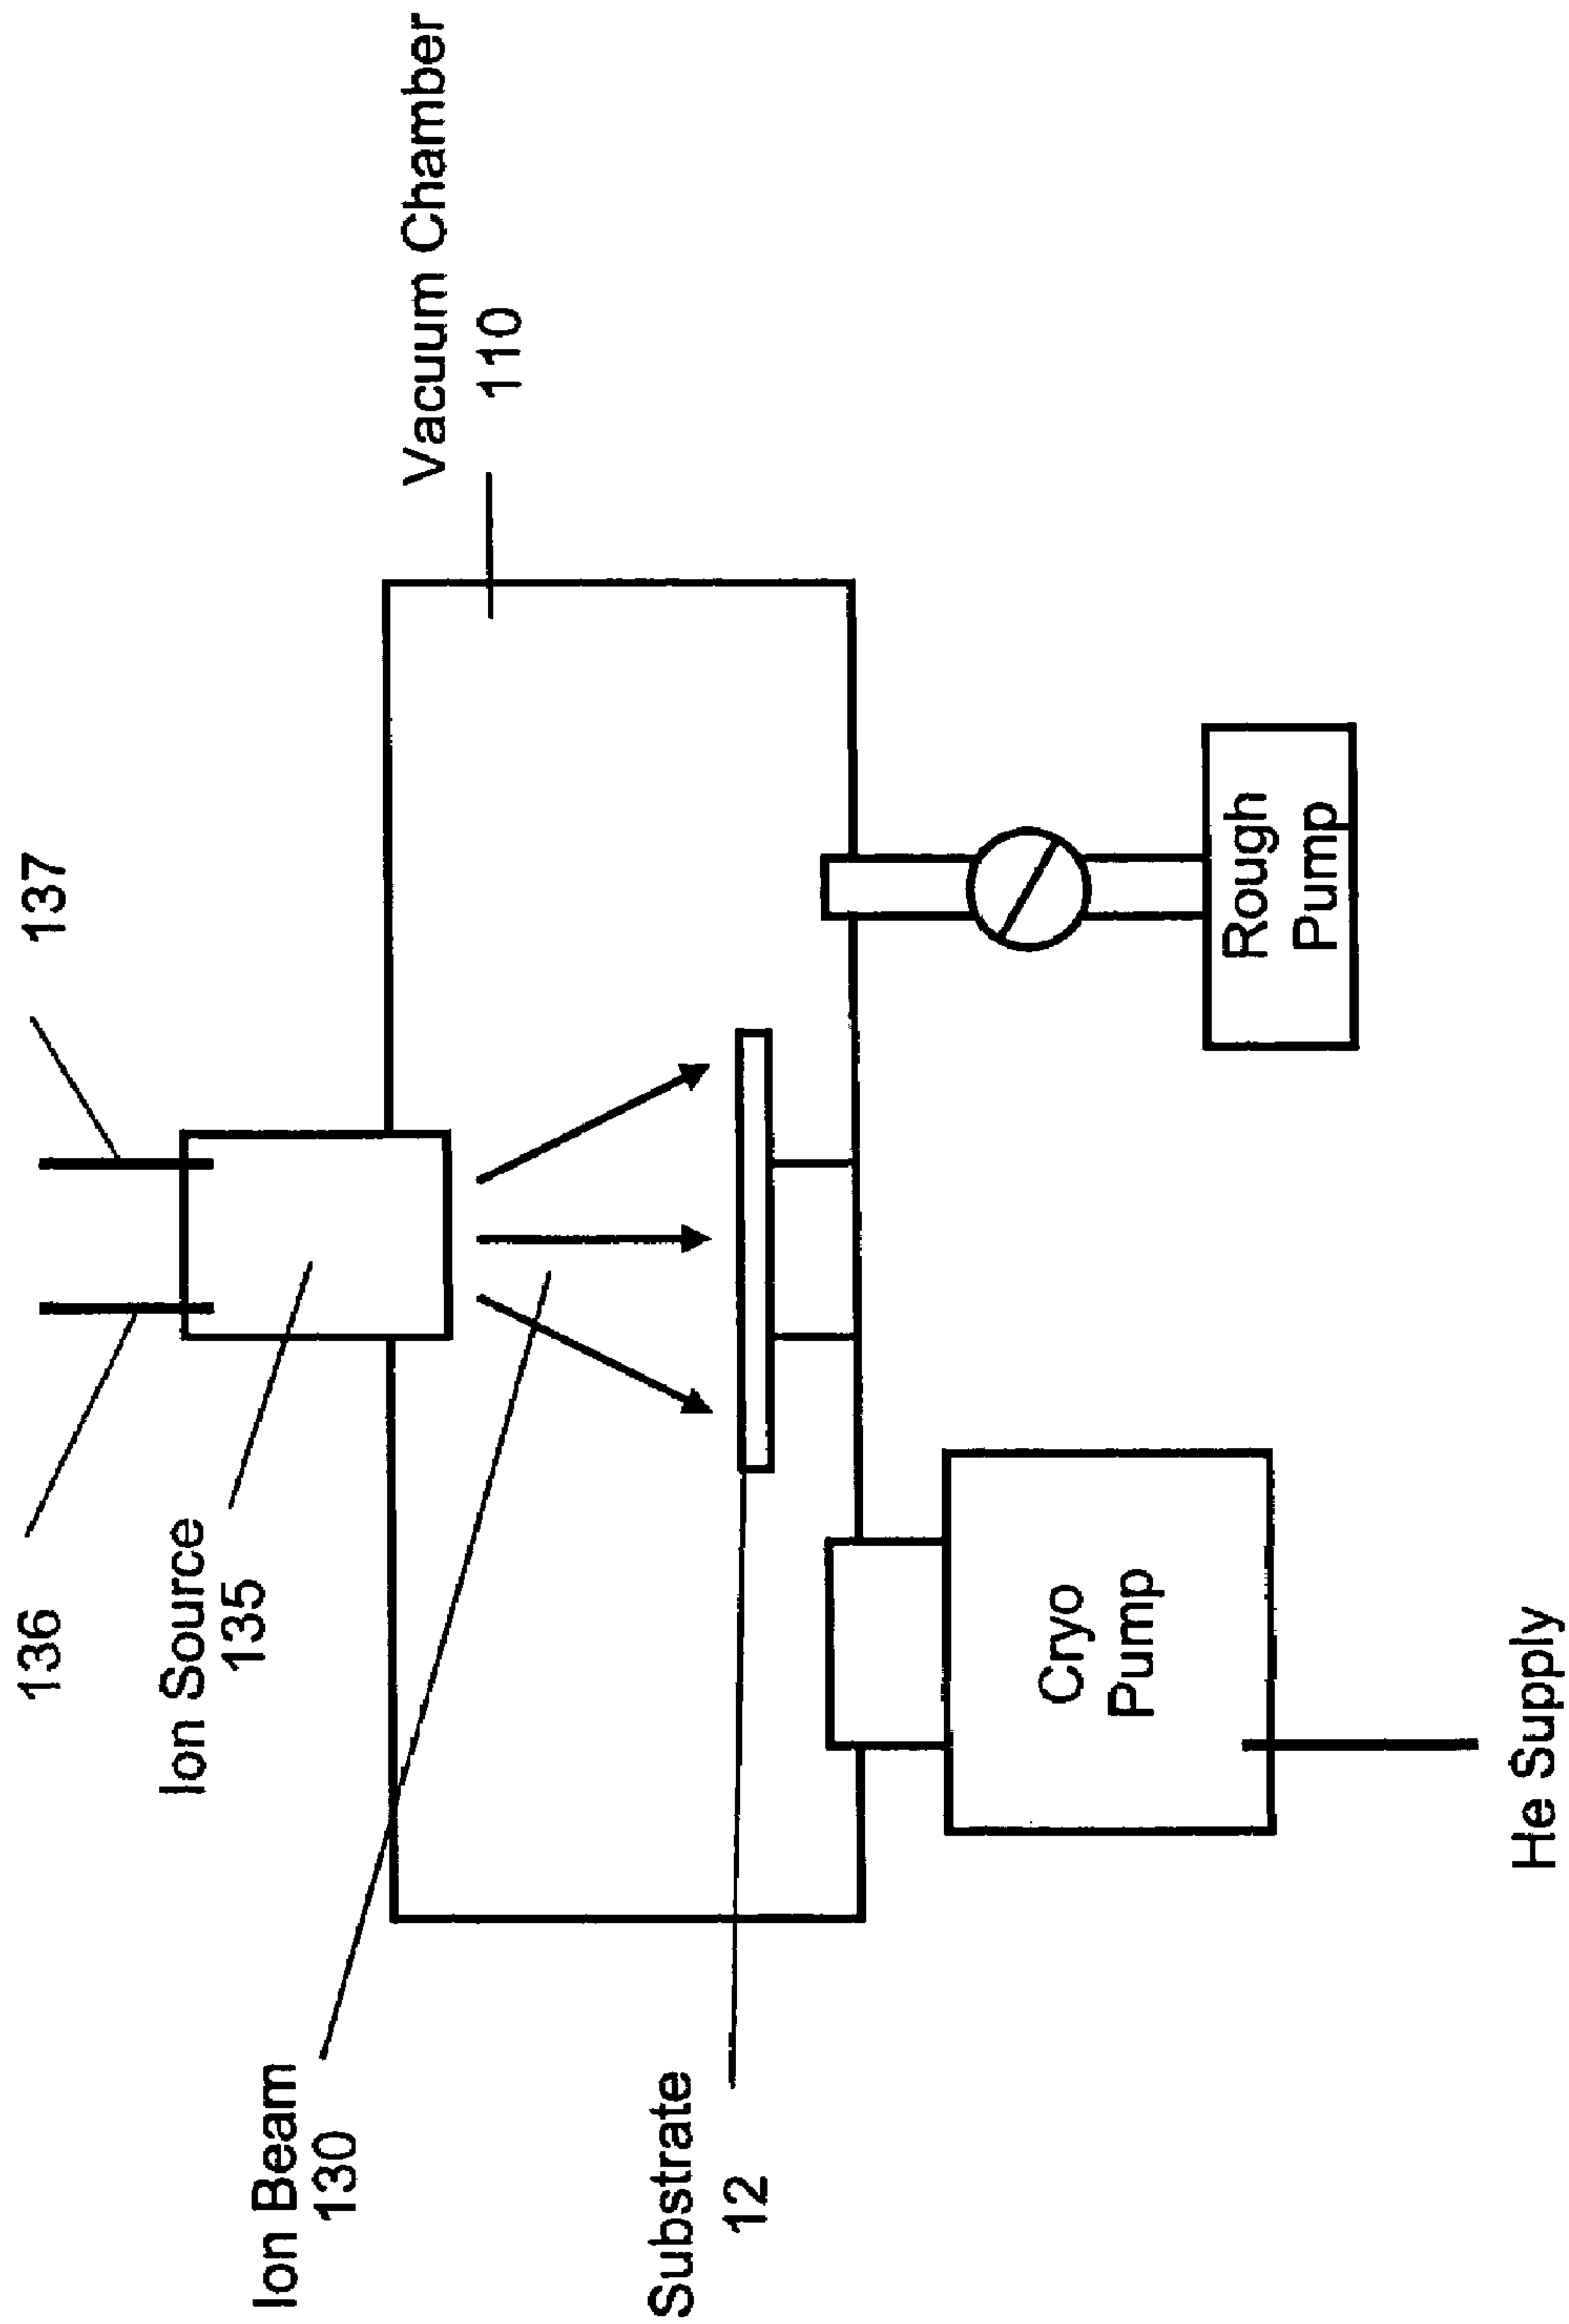 136
137
Ion Source
135
Ion Beam
130
Vacuum Chamber
110
Substrate
12
Cryo
Pump
Rough
Pump
He Supply